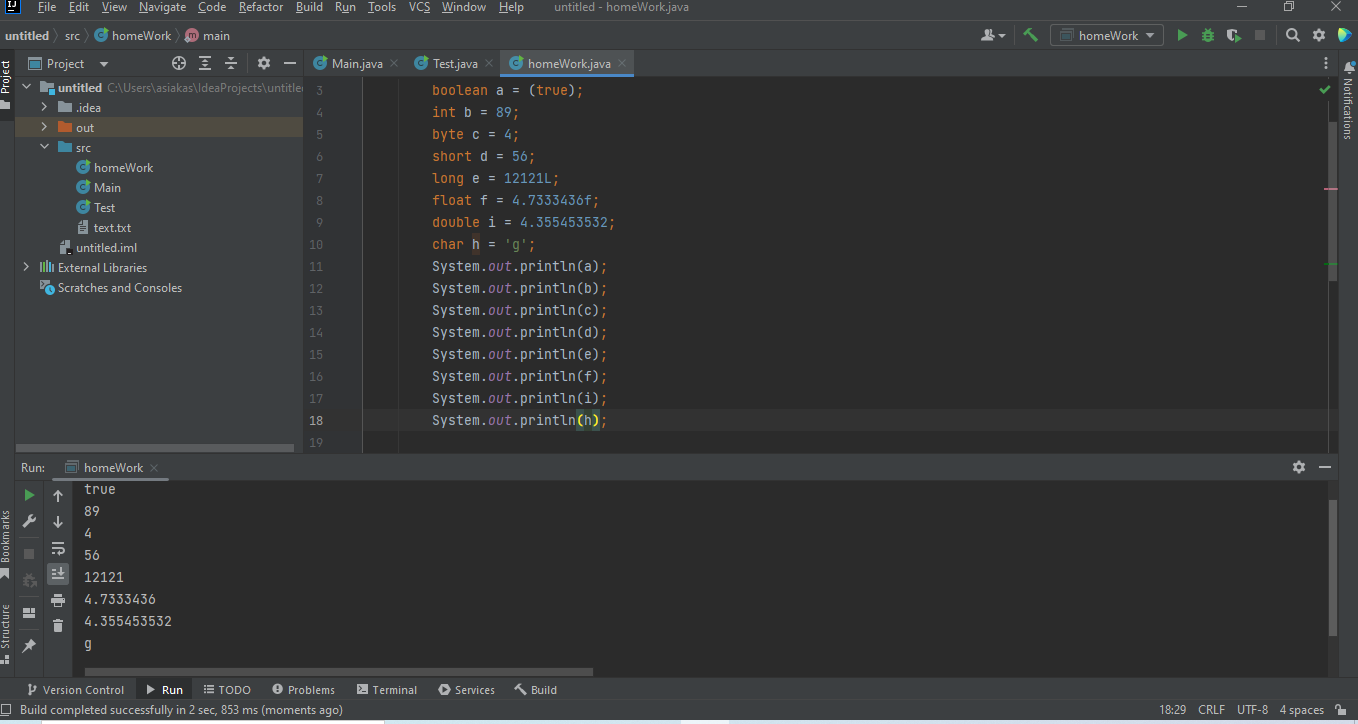 File Edit View Navigate Code Refactor Build Run Tools VCS Window Help untitled - homeWork.java
untitled src homeWork main
homeWork
Project
Project
Main.java
Test.java
homeWork.java
Notifications
untitled C:\Users\asiakas\IdeaProjects\untitled
.idea
out
src
homeWork
Main
Test
text.txt
untitled.iml
External Libraries
Scratches and Consoles
3 boolean a = (true);
4 int b = 89;
5 byte c = 4;
6 short d = 56;
7 long e = 12121L;
8 float f = 4.7333436f;
9 double i = 4.355453532;
10 char h = 'g';
11 System.out.println(a);
12 System.out.println(b);
13 System.out.println(c);
14 System.out.println(d);
15 System.out.println(e);
16 System.out.println(f);
17 System.out.println(i);
18 System.out.println(h);
19
Run: homeWork
true
89
4
56
12121
4.7333436
4.355453532
g
Bookmarks
Structure
Version Control Run TODO Problems Terminal Services Build
Build completed successfully in 2 sec, 853 ms (moments ago)
18:29 CRLF UTF-8 4 spaces